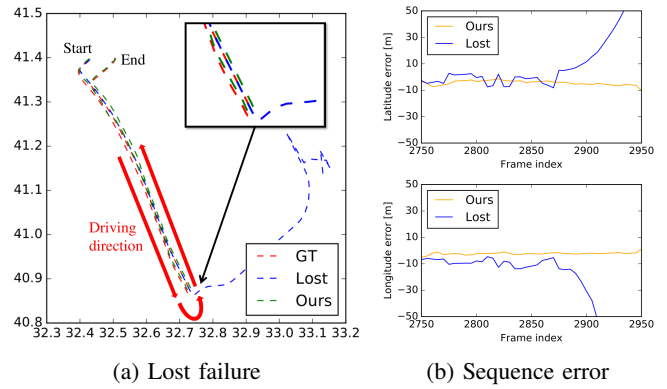 41.5
41.4
41.3
41.2
41.1
41.0
40.9
40.8
32.3 32.4 32.5 32.6 32.7 32.8 32.9 33.0 33.1 33.2
Start
End
Driving
direction
GT
Lost
Ours
(a) Lost failure
Latitude error [m]
50
30
10
−10
−30
−50
2750 2800 2850 2900 2950
Frame index
Ours
Lost
Longitude error [m]
50
30
10
−10
−30
−50
2750 2800 2850 2900 2950
Frame index
Ours
Lost
(b) Sequence error